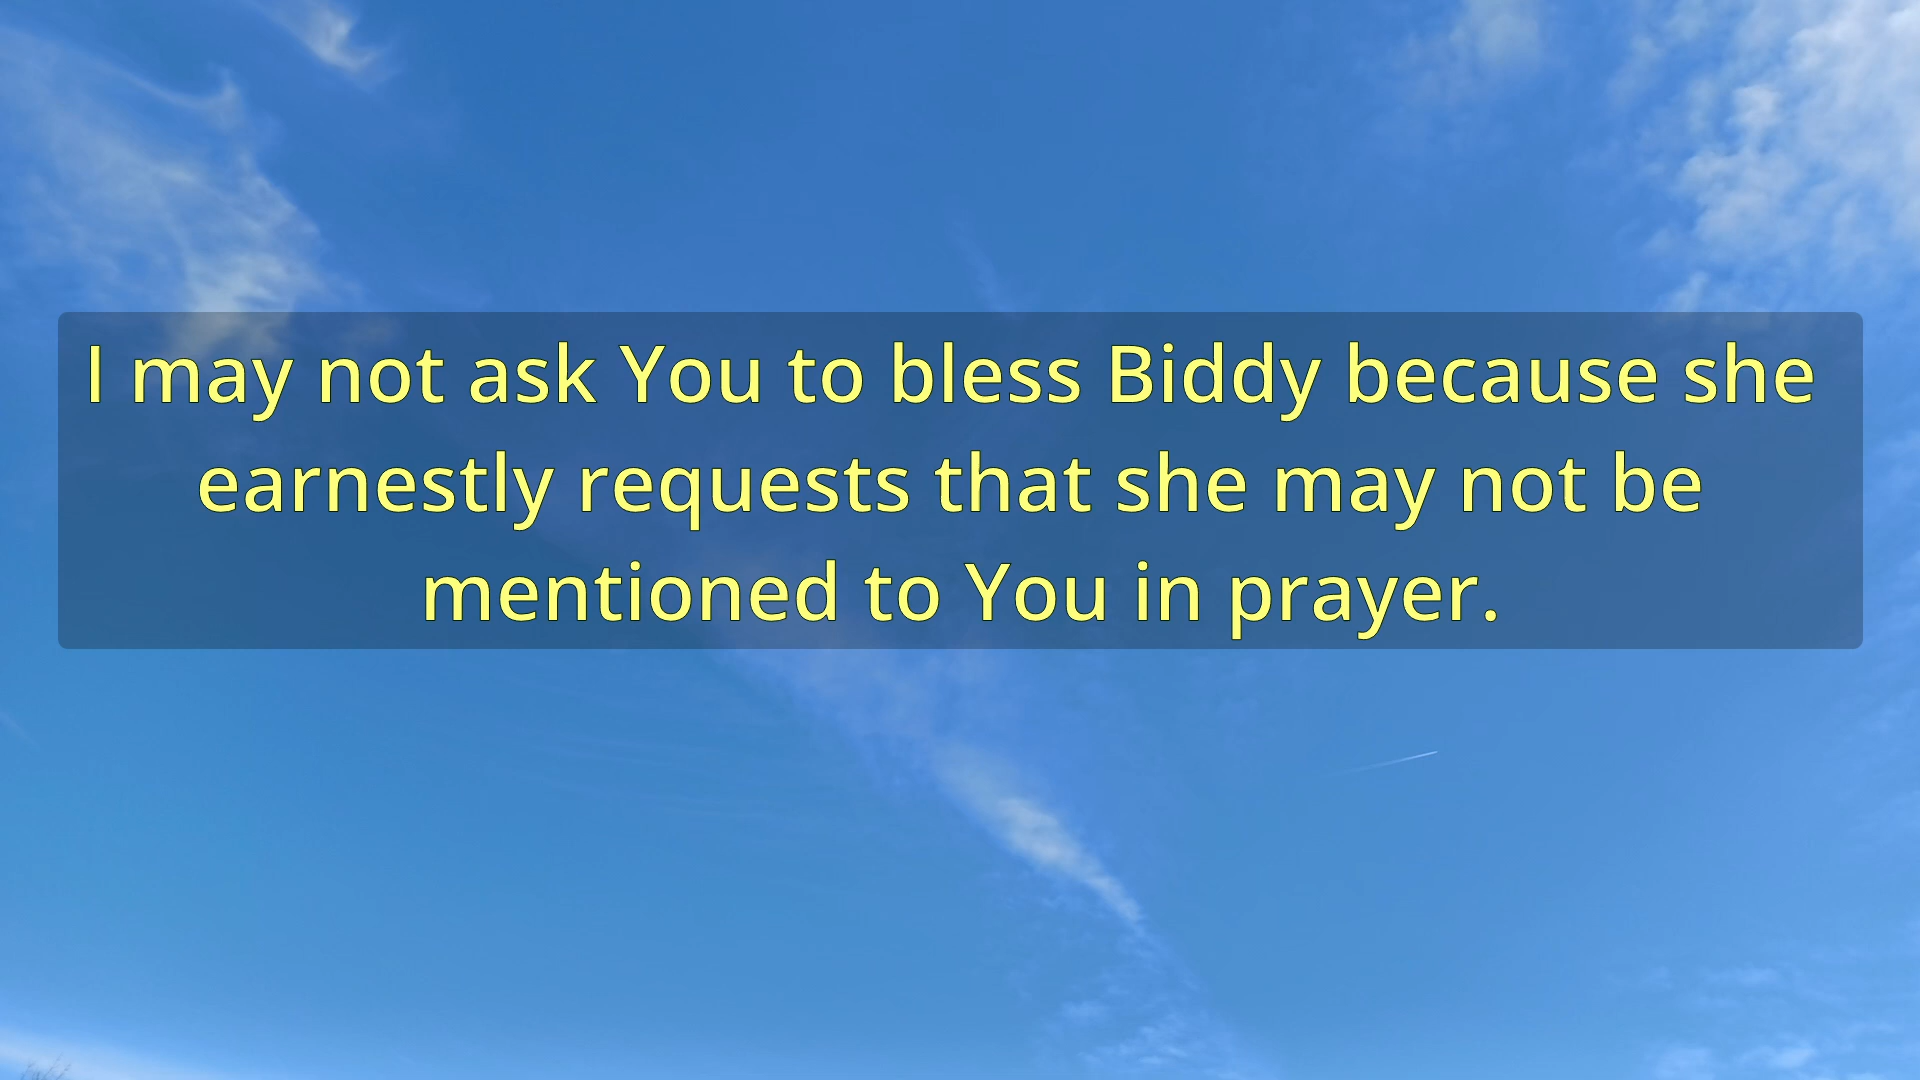 I may not ask You to bless Biddy because she
earnestly requests that she may not be
mentioned to You in prayer.